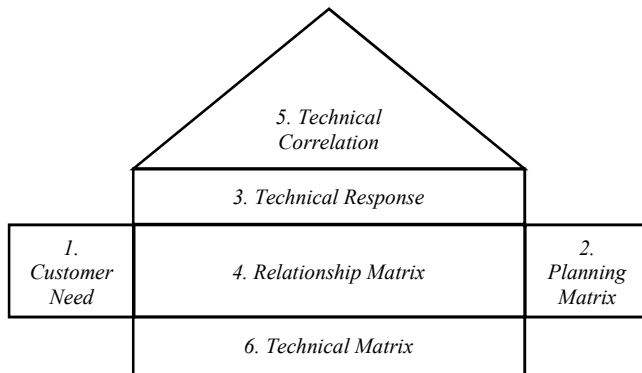 5. Technical
Correlation
3. Technical Response
1.
Customer
Need
4. Relationship Matrix
2.
Planning
Matrix
6. Technical Matrix